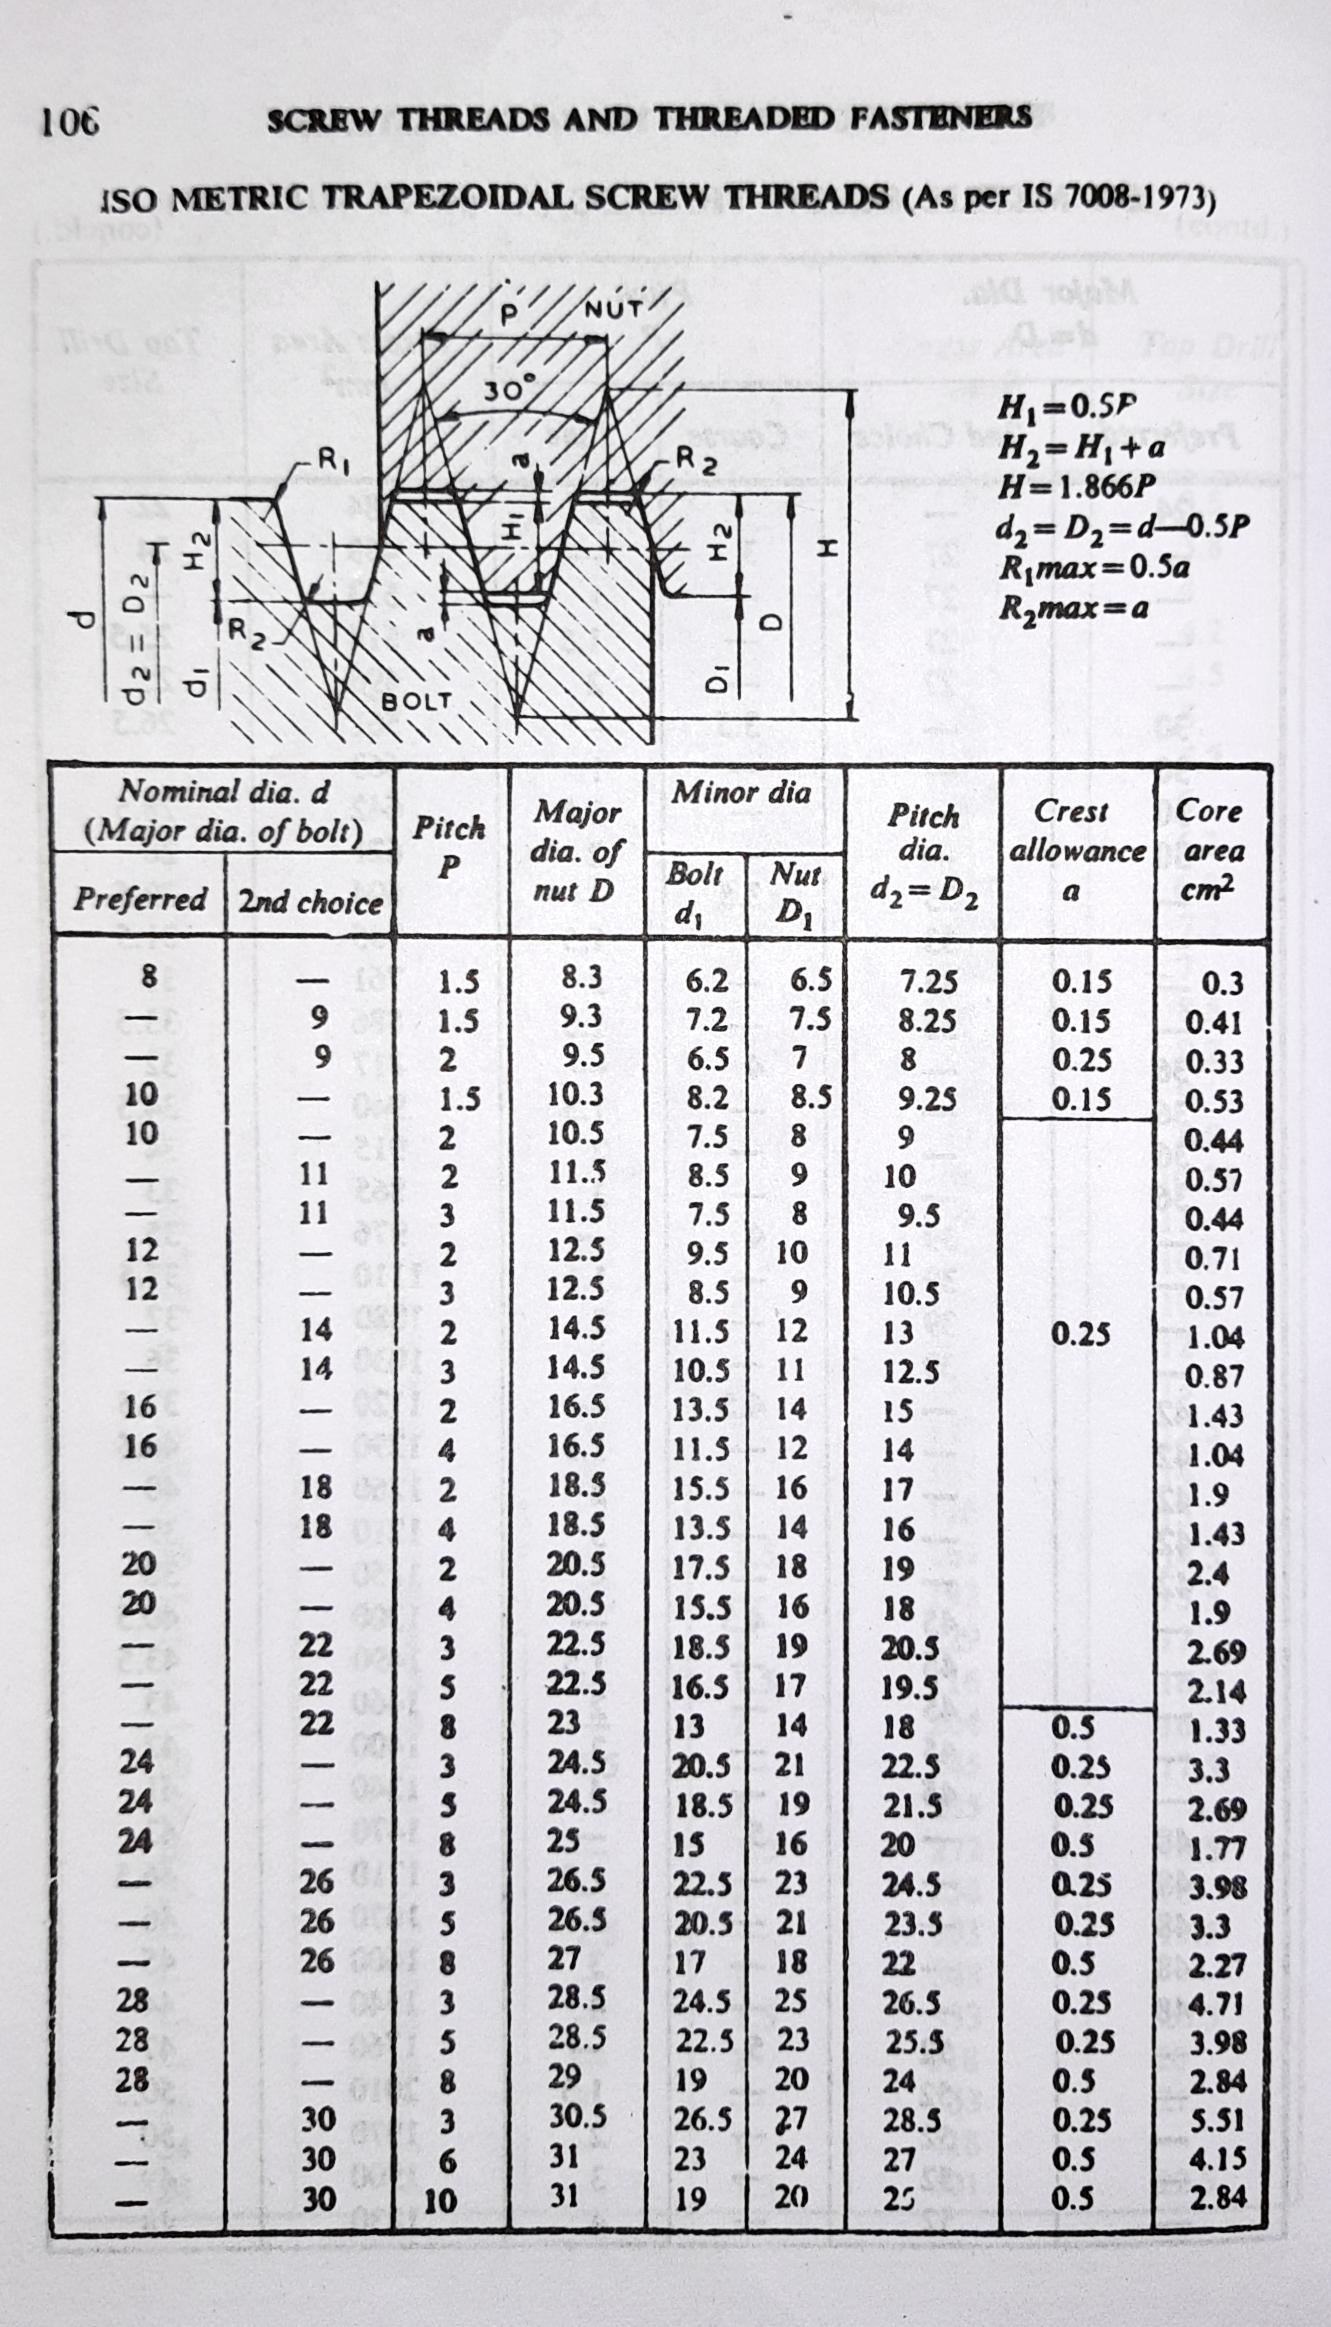 106 SCREW THREADS AND THREADED FASTENERS
ISO METRIC TRAPEZOIDAL SCREW THREADS (As per IS 7008-1973)
P NUT
30°
R₁ a R₂
H₁=0.5P
H₂=H₁+a
H=1.866P
d₂=D₂=d—0.5P
R₁max=0.5a
R₂max=a
d d₂ = D₂ H₂ d₁ R₂ a H₁ H₂ D₁ D H
BOLT
Nominal dia. d (Major dia. of bolt) Pitch P Major dia. of nut D Minor dia Pitch dia. d₂=D₂ Crest allowance a Core area cm²
Preferred 2nd choice Bolt d₁ Nut D₁
8 — 1.5 8.3 6.2 6.5 7.25 0.15 0.3
— 9 1.5 9.3 7.2 7.5 8.25 0.15 0.41
— 9 2 9.5 6.5 7 8 0.25 0.33
10 — 1.5 10.3 8.2 8.5 9.25 0.15 0.53
10 — 2 10.5 7.5 8 9 0.44
— 11 2 11.5 8.5 9 10 0.57
— 11 3 11.5 7.5 8 9.5 0.44
12 — 2 12.5 9.5 10 11 0.71
12 — 3 12.5 8.5 9 10.5 0.57
— 14 2 14.5 11.5 12 13 0.25 1.04
— 14 3 14.5 10.5 11 12.5 0.87
16 — 2 16.5 13.5 14 15 1.43
16 — 4 16.5 11.5 12 14 1.04
— 18 2 18.5 15.5 16 17 1.9
— 18 4 18.5 13.5 14 16 1.43
20 — 2 20.5 17.5 18 19 2.4
20 — 4 20.5 15.5 16 18 1.9
— 22 3 22.5 18.5 19 20.5 2.69
— 22 5 22.5 16.5 17 19.5 2.14
— 22 8 23 13 14 18 0.5 1.33
24 — 3 24.5 20.5 21 22.5 0.25 3.3
24 — 5 24.5 18.5 19 21.5 0.25 2.69
24 — 8 25 15 16 20 0.5 1.77
— 26 3 26.5 22.5 23 24.5 0.25 3.98
— 26 5 26.5 20.5 21 23.5 0.25 3.3
— 26 8 27 17 18 22 0.5 2.27
28 — 3 28.5 24.5 25 26.5 0.25 4.71
28 — 5 28.5 22.5 23 25.5 0.25 3.98
28 — 8 29 19 20 24 0.5 2.84
— 30 3 30.5 26.5 27 28.5 0.25 5.51
— 30 6 31 23 24 27 0.5 4.15
— 30 10 31 19 20 25 0.5 2.84